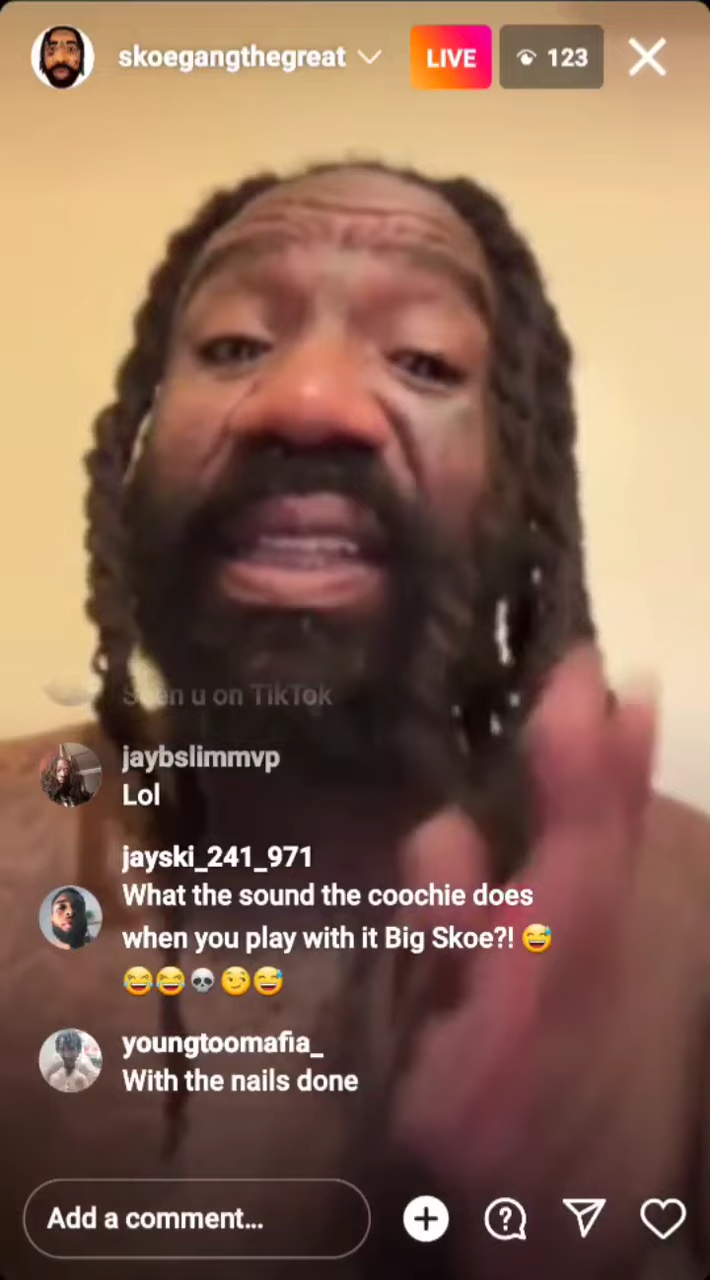 skoegangthegreat
LIVE
123
Seen u on TikTok
jaybslimmvp
Lol
jayski_241_971
What the sound the coochie does
when you play with it Big Skoe?! 😅
😂😂💀😏😅
youngtoomafia_
With the nails done
Add a comment...